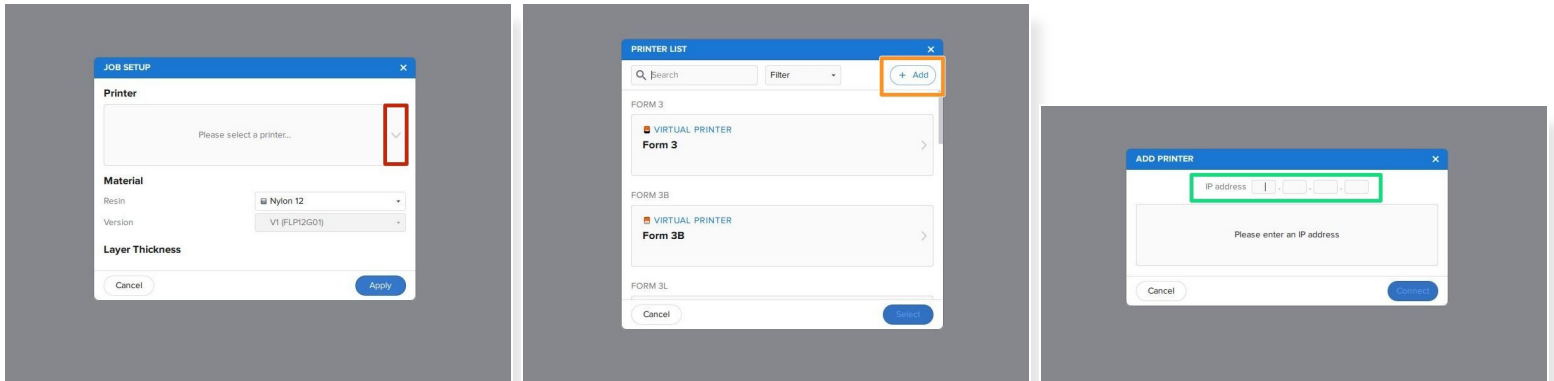 JOB SETUP
Printer
Please select a printer...
Material
Resin Nylon 12
Version V1 (FLP12G01)
Layer Thickness
Cancel Apply
PRINTER LIST
Search Filter + Add
FORM 3
VIRTUAL PRINTER
Form 3
FORM 3B
VIRTUAL PRINTER
Form 3B
FORM 3L
Cancel Select
ADD PRINTER
IP address . . .
Please enter an IP address
Cancel Connect